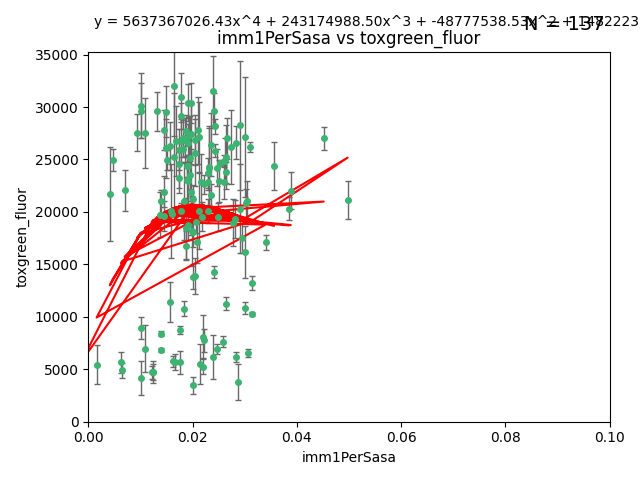 y = 5637367026.43x^4 + 243174988.50x^3 + -48777538.53x^2 + 1482223
N = 137
imm1PerSasa vs toxgreen_fluor
35000
30000
25000
20000
15000
10000
5000
0
toxgreen_fluor
0.00 0.02 0.04 0.06 0.08 0.10
imm1PerSasa